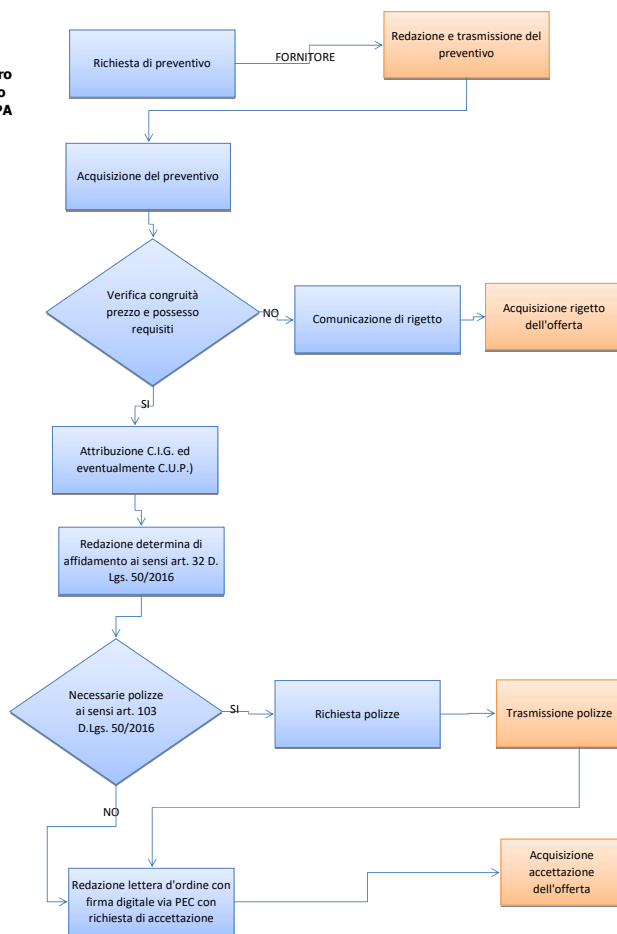 Richiesta di preventivo
FORNITORE
Redazione e trasmissione del
preventivo
ro
o
PA
Acquisizione del preventivo
Verifica congruità
prezzo e possesso
requisiti
NO
Comunicazione di rigetto
Acquisizione rigetto
dell'offerta
SI
Attribuzione C.I.G. ed
eventualmente C.U.P.)
Redazione determina di
affidamento ai sensi art. 32 D.
Lgs. 50/2016
Necessarie polizze
ai sensi art. 103
D.Lgs. 50/2016
SI
Richiesta polizze
Trasmissione polizze
NO
Redazione lettera d'ordine con
firma digitale via PEC con
richiesta di accettazione
Acquisizione
accettazione
dell'offerta